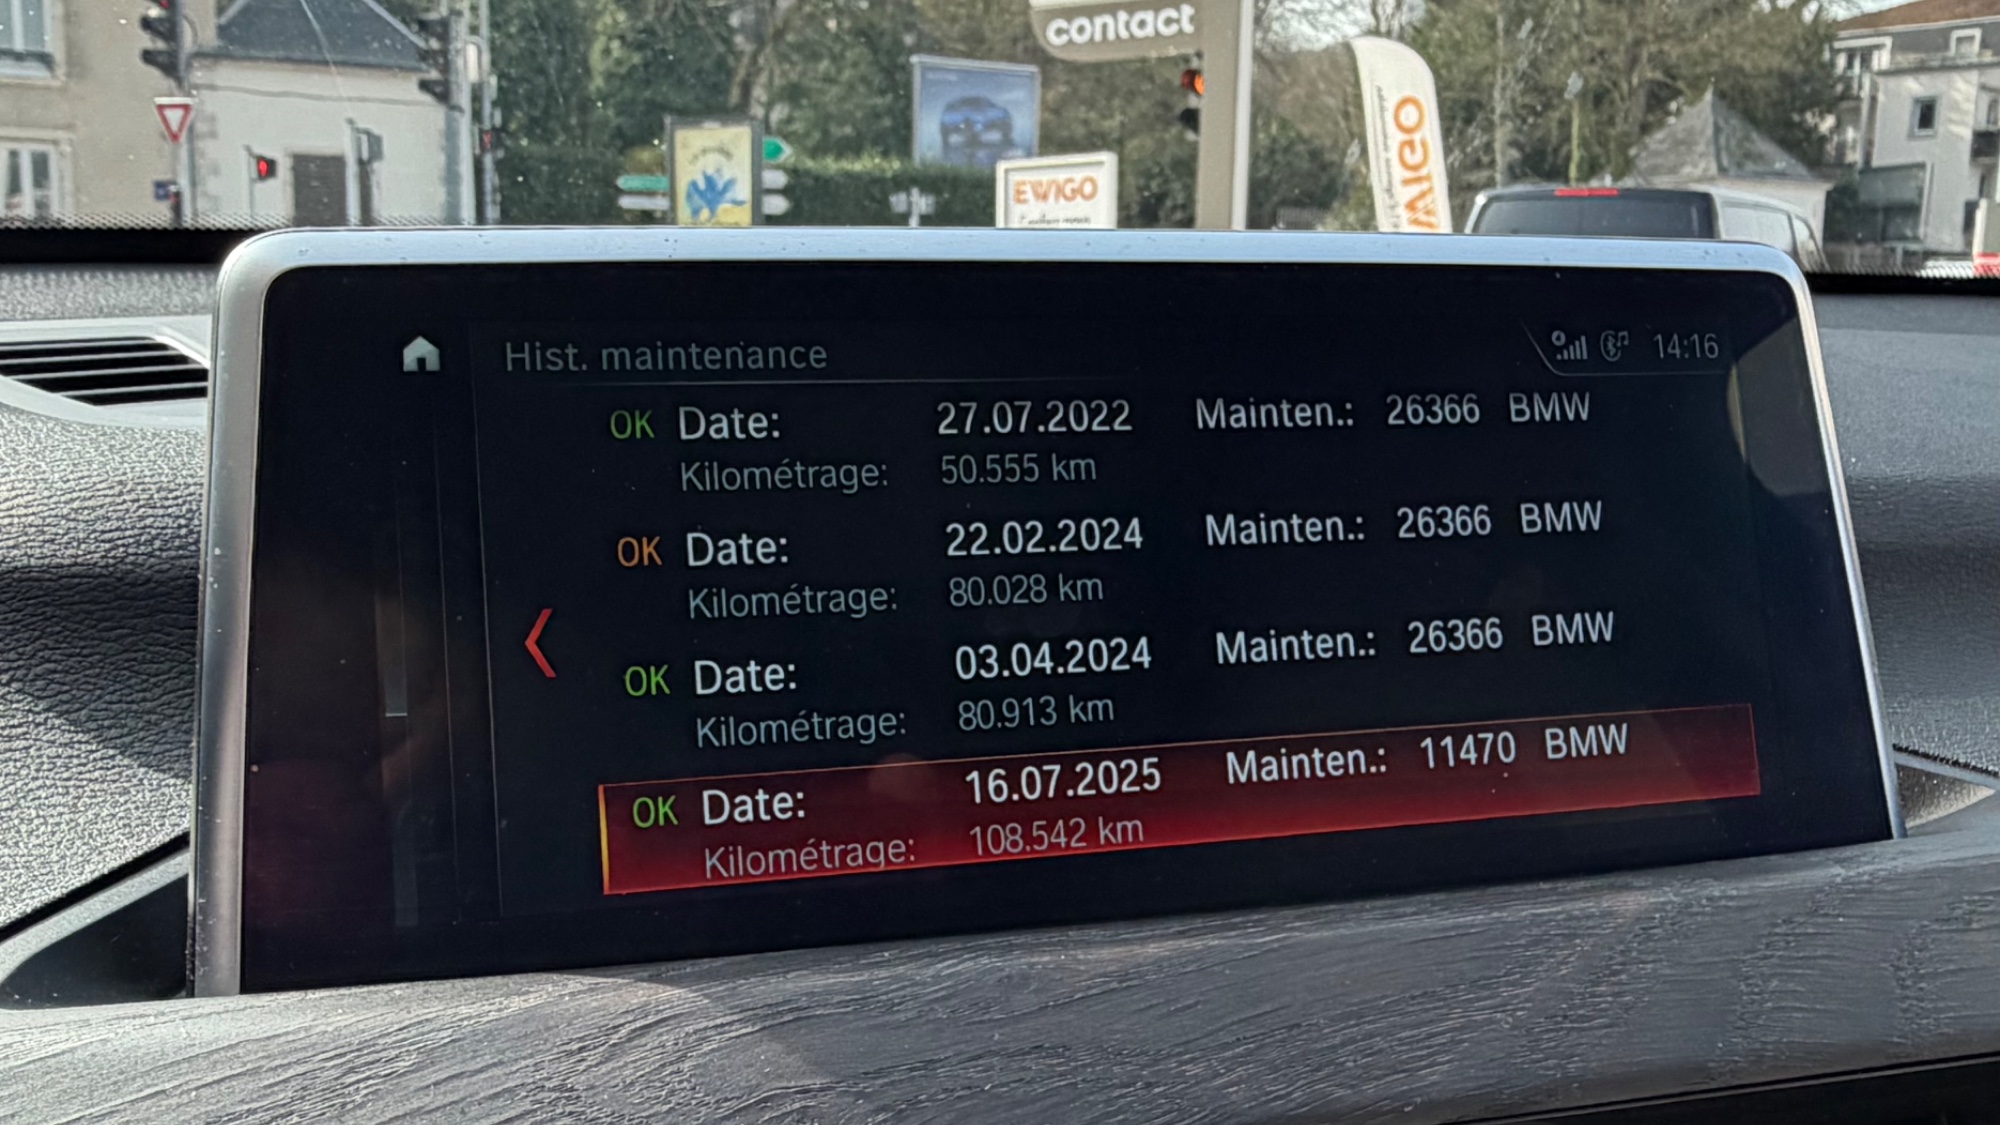 contact
EWIGO
EWIGO
Hist. maintenance
14:16
OK Date: 27.07.2022 Mainten.: 26366 BMW
Kilométrage: 50.555 km
OK Date: 22.02.2024 Mainten.: 26366 BMW
Kilométrage: 80.028 km
OK Date: 03.04.2024 Mainten.: 26366 BMW
Kilométrage: 80.913 km
OK Date: 16.07.2025 Mainten.: 11470 BMW
Kilométrage: 108.542 km